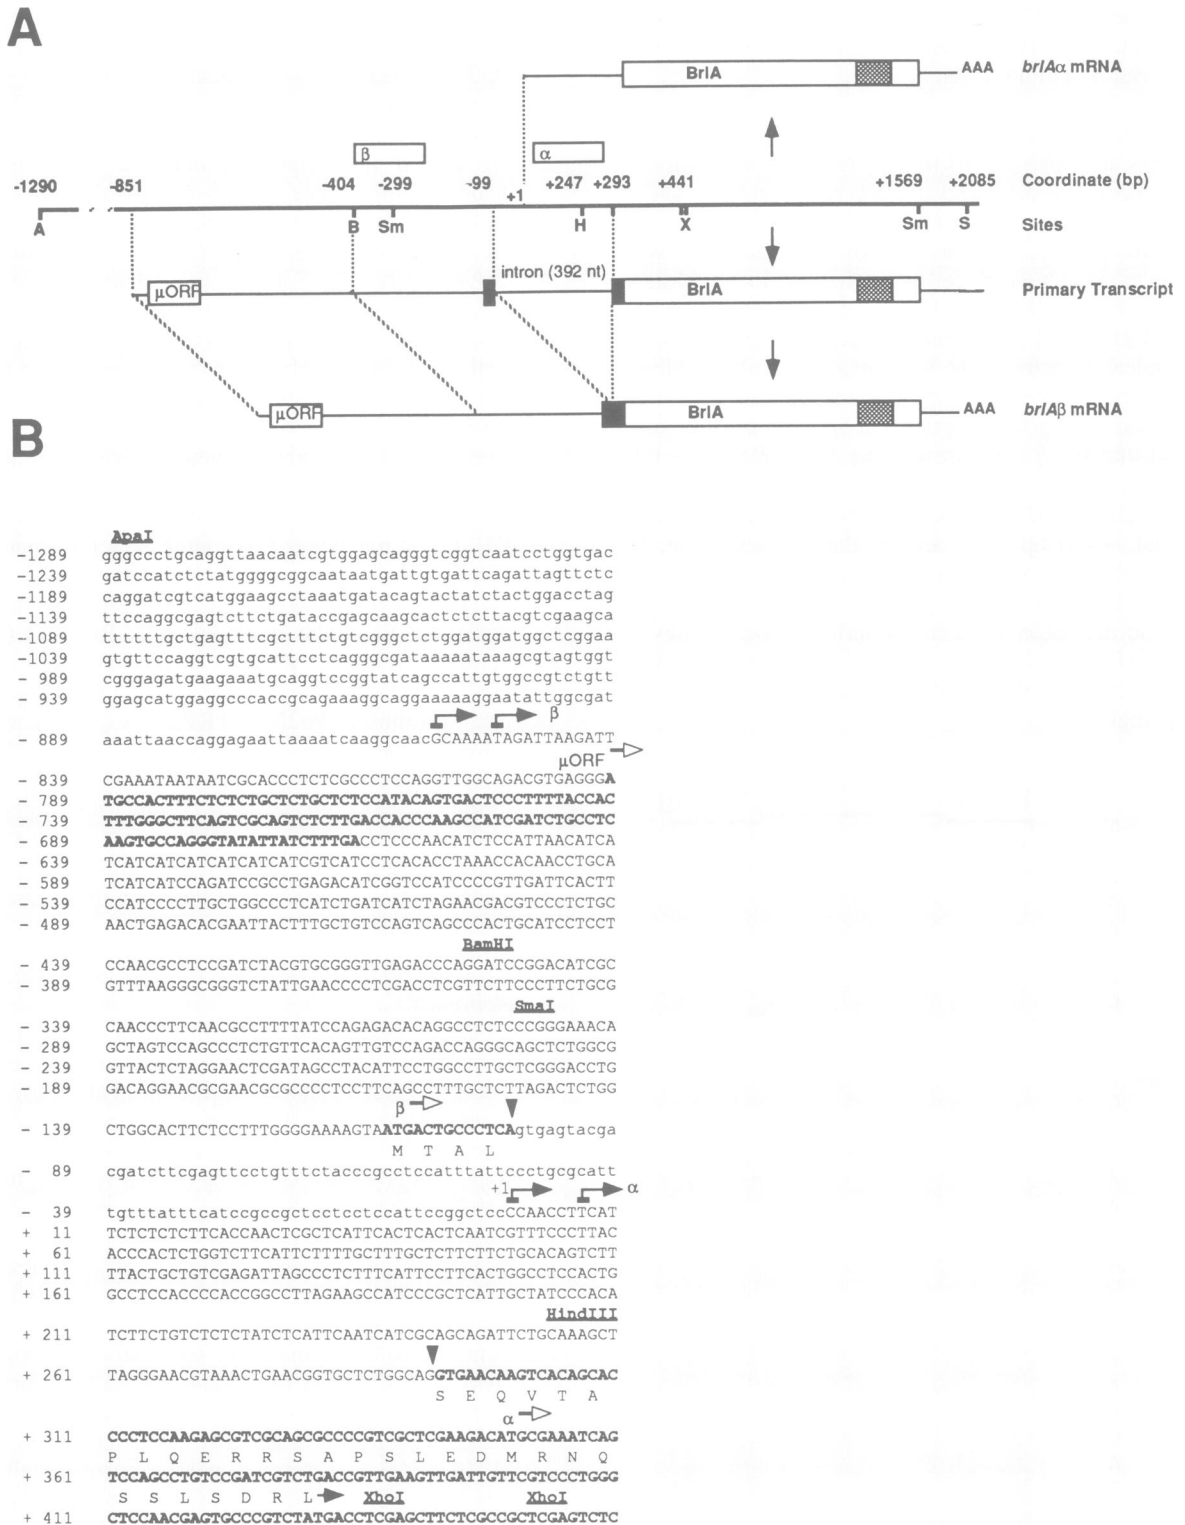 A
BrlA AAA brlAα mRNA
β α
-1290 -851 -404 -299 -99 +1 +247 +293 +441 +1569 +2085 Coordinate (bp)
A B Sm H X Sm S Sites
intron (392 nt)
μORF BrlA Primary Transcript
μORF BrlA AAA brlAβ mRNA
B
ApaI
-1289 gggccctgcaggttaacaatcgtggagcagggtcggtcaatcctggtgac
-1239 gatccatctctatggggcggcaataatgattgtgattcagattagttctc
-1189 caggatcgtcatggaagcctaaatgatacagtactatctactggacctag
-1139 ttccaggcgagtcttctgataccgagcaagcactctcttacgtcgaagca
-1089 ttttttgctgagtttcgctttctgtcgggctctggatggatggctcggaa
-1039 gtgttccaggtcgtgcattcctcagggcgataaaaataaagcgtagtggt
- 989 cgggagatgaagaaatgcaggtccggtatcagccattgtggccgtctgtt
- 939 ggagcatggaggcccaccgcagaaaggcaggaaaaaggaatattggcgat
β
- 889 aaattaaccaggagaattaaaatcaaggcaacGCAAAATAGATTAAGATT
μORF
- 839 CGAAATAATAATCGCACCCTCTCGCCCTCCAGGTTGGCAGACGTGAGGGA
- 789 TGCCACTTTCTCTCTGCTCTGCTCTCCATACAGTGACTCCCTTTTACCAC
- 739 TTTGGGCTTCAGTCGCAGTCTCTTGACCACCCAAGCCATCGATCTGCCTC
- 689 AAGTGCCAGGGTATATTATCTTTGACCTCCCAACATCTCCATTAACATCA
- 639 TCATCATCATCATCATCGTCATCCTCACACCTAAACCACAACCTGCA
- 589 TCATCATCCAGATCCGCCTGAGACATCGGTCCATCCCCGTTGATTCACTT
- 539 CCATCCCCTTGCTGGCCCTCATCTGATCATCTAGAACGACGTCCCTCTGC
- 489 AACTGAGACACGAATTACTTTGCTGTCCAGTCAGCCCACTGCATCCTCCT
BamHI
- 439 CCAACGCCTCCGATCTACGTGCGGGTTGAGACCCAGGATCCGGACATCGC
- 389 GTTTAAGGGCGGGTCTATTGAACCCCTCGACCTCGTTCTTCCCTTCTGCG
SmaI
- 339 CAACCCTTCAACGCCTTTTATCCAGAGACACAGGCCTCTCCCGGGAAACA
- 289 GCTAGTCCAGCCCTCTGTTCACAGTTGTCCAGACCAGGGCAGCTCTGGCG
- 239 GTTACTCTAGGAACTCGATAGCCTACATTCCTGGCCTTGCTCGGGACCTG
- 189 GACAGGAACGCGAACGCGCCCCTCCTTCAGCCTTTGCTCTTAGACTCTGG
β
- 139 CTGGCACTTCTCCTTTGGGGAAAAGTAATGACTGCCCTCAgtgagtacga
M T A L
- 89 cgatcttcgagttcctgtttctacccgcctccatttattccctgcgcatt
+1 α
- 39 tgtttatttcatccgccgctcctcctccattccggctccCCAACCTTCAT
+ 11 TCTCTCTCTTCACCAACTCGCTCATTCACTCACTCAATCGTTTCCCTTAC
+ 61 ACCCACTCTGGTCTTCATTCTTTTGCTTTGCTCTTCTTCTGCACAGTCTT
+ 111 TTACTGCTGTCGAGATTAGCCCTCTTTCATTCCTTCACTGGCCTCCACTG
+ 161 GCCTCCACCCCACCGGCCTTAGAAGCCATCCCGCTCATTGCTATCCCACA
HindIII
+ 211 TCTTCTGTCTCTCTATCTCATTCAATCATCGCAGCAGATTCTGCAAAGCT
+ 261 TAGGGAACGTAAACTGAACGGTGCTCTGGCAGGTGAACAAGTCACAGCAC
S E Q V T A
α
+ 311 CCCTCCAAGAGCGTCGCAGCGCCCCGTCGCTCGAAGACATGCGAAATCAG
P L Q E R R S A P S L E D M R N Q
+ 361 TCCAGCCTGTCCGATCGTCTGACCGTTGAAGTTGATTGTTCGTCCCTGGG
S S L S D R L XhoI XhoI
+ 411 CTCCAACGAGTGCCCGTCTATGACCTCGAGCTTCTCGCCGCTCGAGTCTC